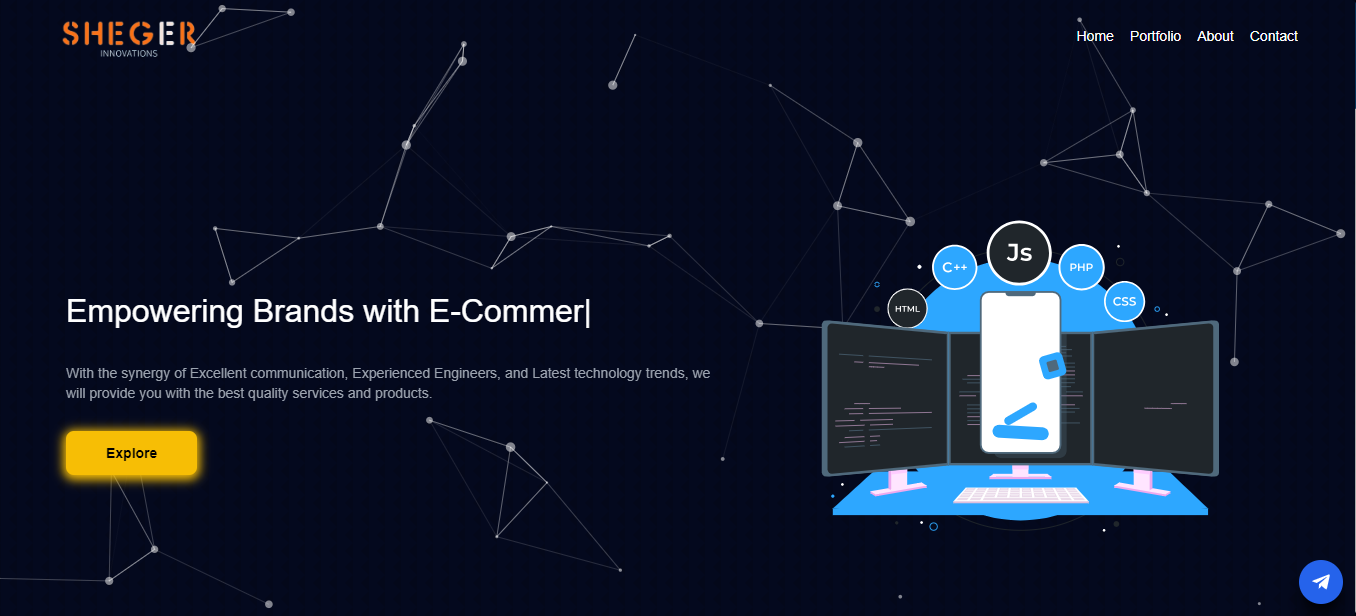 SHEGER
INNOVATIONS
Home Portfolio About Contact
Empowering Brands with E-Commer|
With the synergy of Excellent communication, Experienced Engineers, and Latest technology trends, we
will provide you with the best quality services and products.
Explore
Js
C++
PHP
HTML
CSS